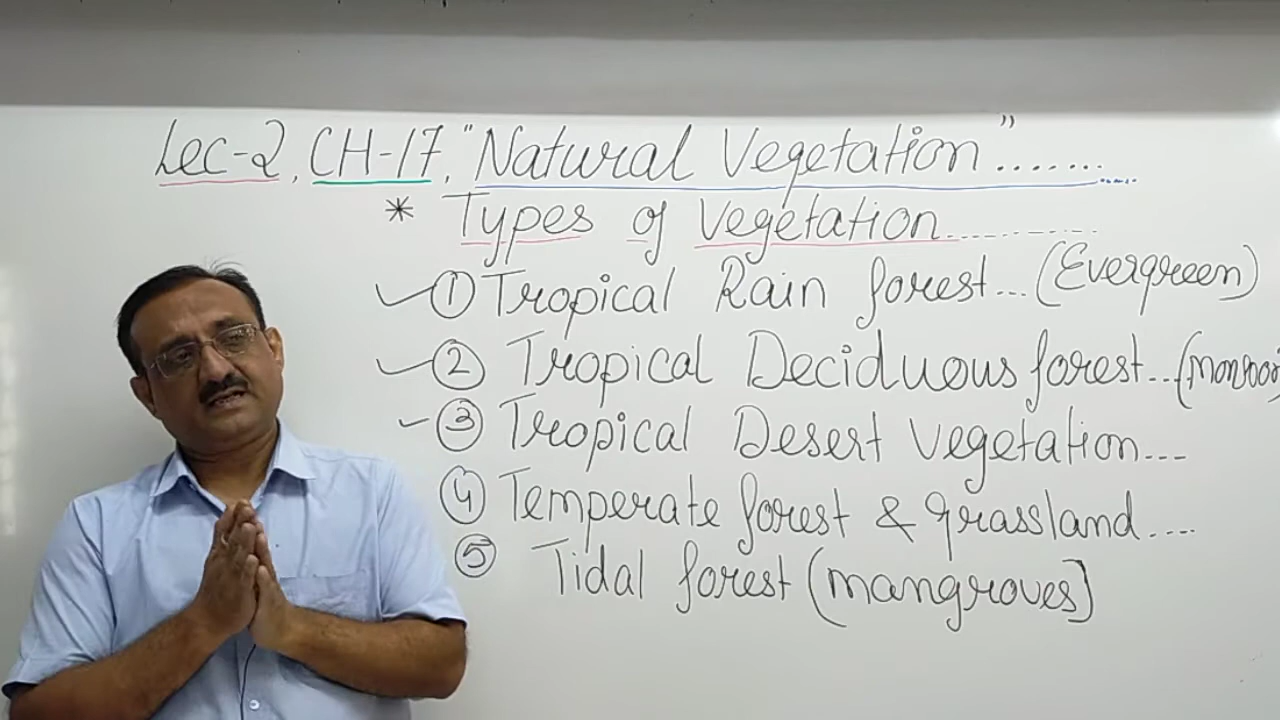 Lec-2, CH-17, "Natural Vegetation".......
* Types of Vegetation...........
① Tropical Rain forest...(Evergreen)
② Tropical Deciduous forest...(monsoon
③ Tropical Desert Vegetation...
④ Temperate forest & grassland....
⑤ Tidal forest (mangroves]